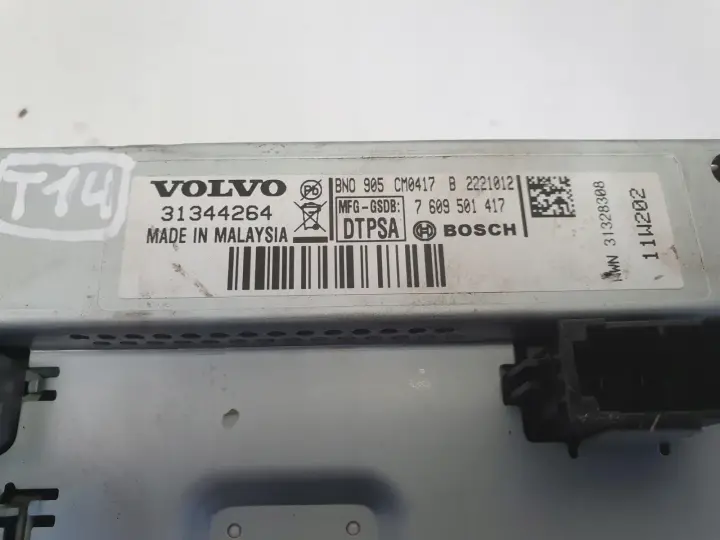 T14
VOLVO
31344264
MADE IN MALAYSIA
Pb
BNO 905 CM0417 B 2221012
MFG-GSDB: 7 609 501 417
DTPSA BOSCH
31328308
11W202